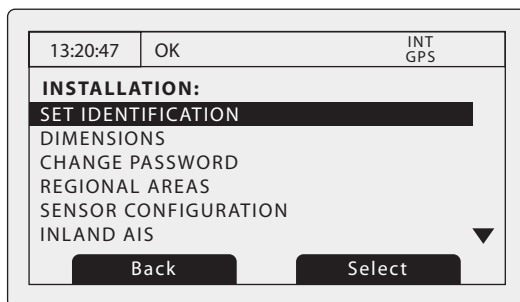 13:20:47 OK INT
GPS
INSTALLATION:
SET IDENTIFICATION
DIMENSIONS
CHANGE PASSWORD
REGIONAL AREAS
SENSOR CONFIGURATION
INLAND AIS
Back Select